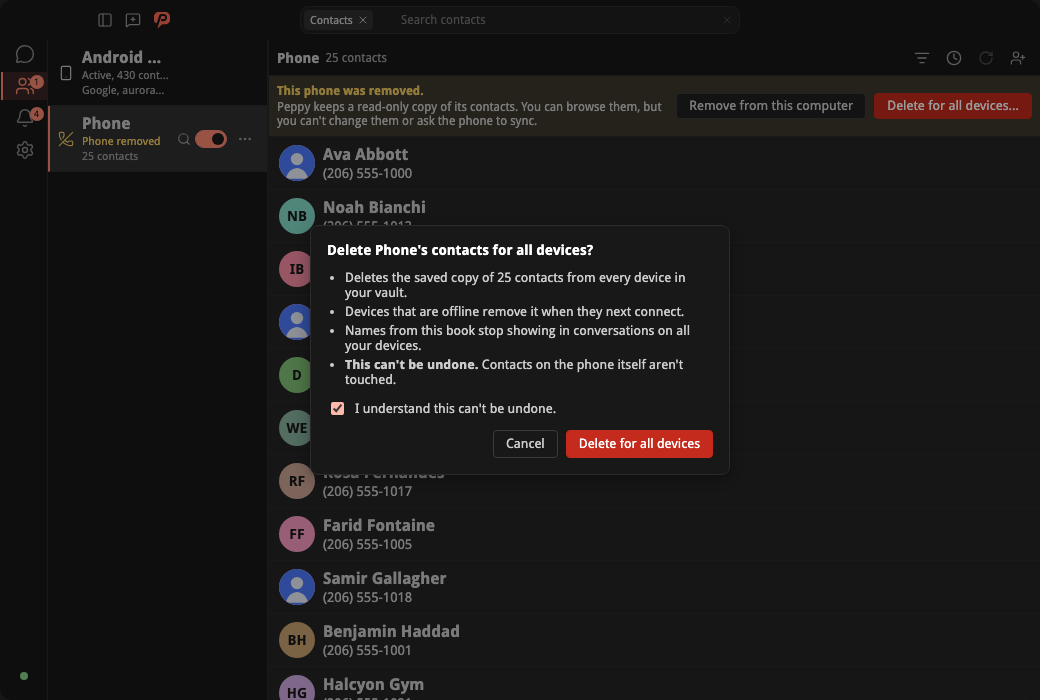 Contacts
Search contacts
1
4
Android ...
Active, 430 cont...
Google, aurora...
Phone
Phone removed
25 contacts
Phone 25 contacts
This phone was removed.
Peppy keeps a read-only copy of its contacts. You can browse them, but
you can't change them or ask the phone to sync.
Remove from this computer
Delete for all devices...
Ava Abbott
(206) 555-1000
NB
Noah Bianchi
IB
D
WE
Delete Phone's contacts for all devices?
• Deletes the saved copy of 25 contacts from every device in
your vault.
• Devices that are offline remove it when they next connect.
• Names from this book stop showing in conversations on all
your devices.
• This can't be undone. Contacts on the phone itself aren't
touched.
I understand this can't be undone.
Cancel
Delete for all devices
RF
(206) 555-1017
FF
Farid Fontaine
(206) 555-1005
Samir Gallagher
(206) 555-1018
BH
Benjamin Haddad
(206) 555-1001
HG
Halcyon Gym